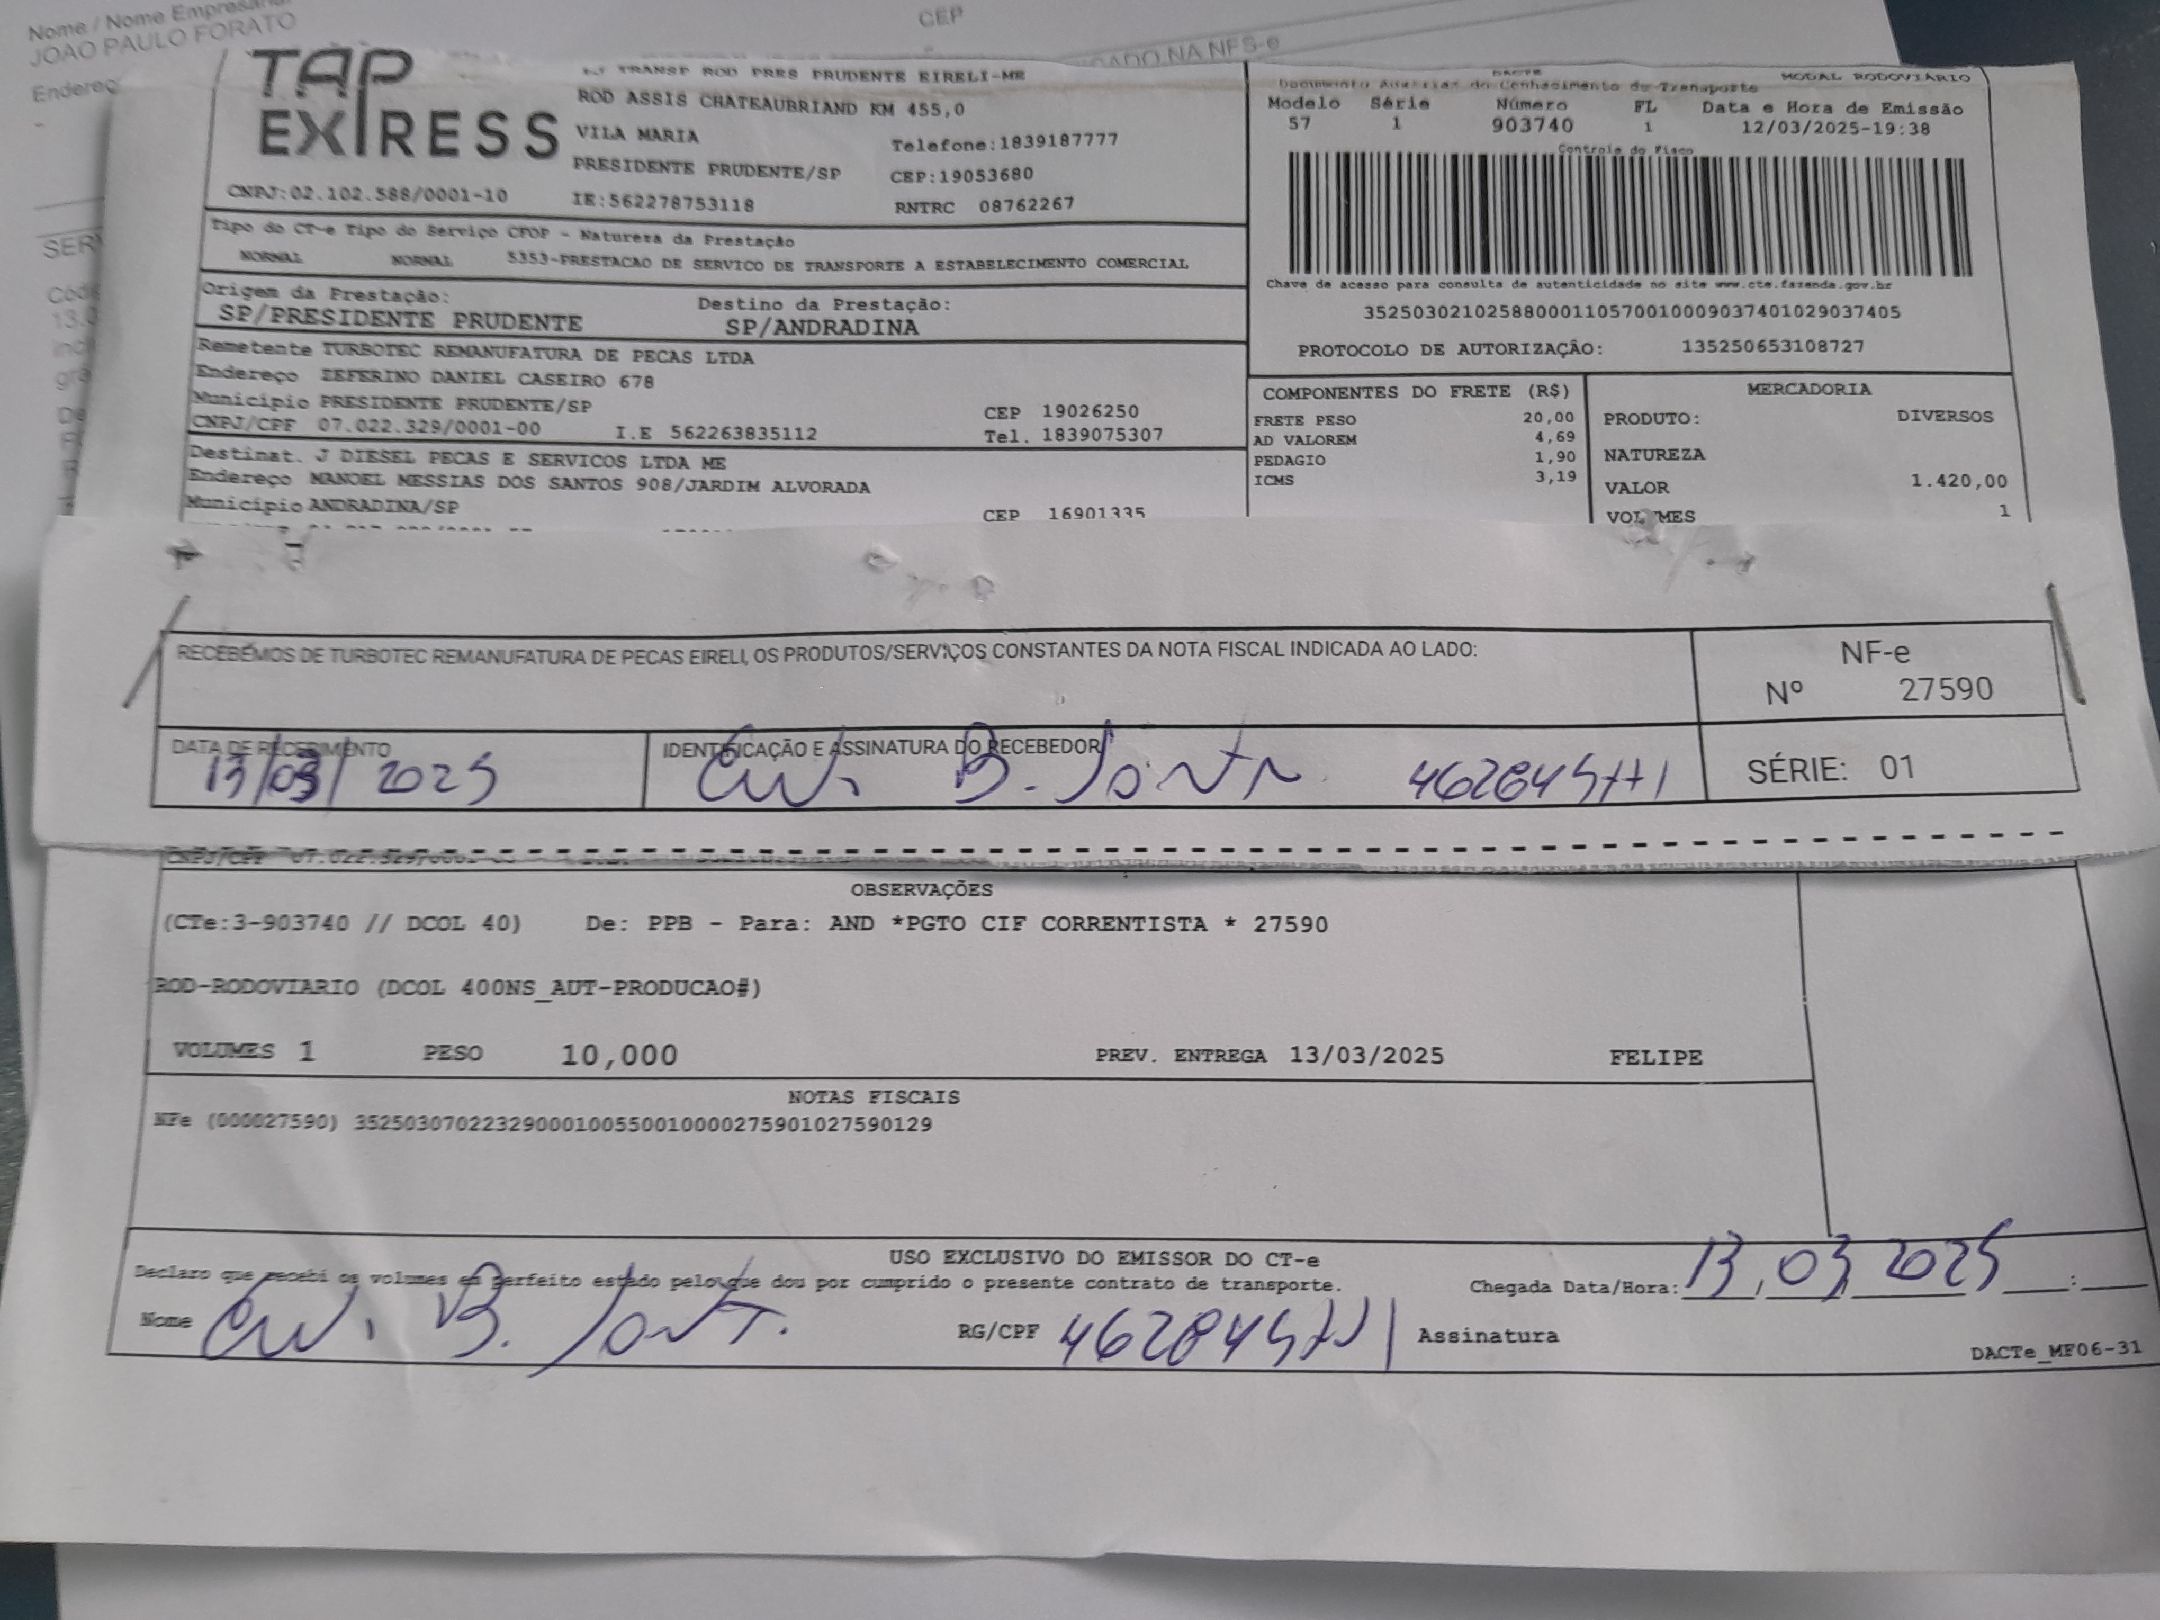 Nome / Nome Empresarial
JOAO PAULO FORATO
CEP
Endereç
TAP EXPRESS
TRANSP ROD PRES PRUDENTE EIRELI-ME
ROD ASSIS CHATEAUBRIAND KM 455,0
VILA MARIA Telefone:1839187777
PRESIDENTE PRUDENTE/SP CEP:19053680
CNPJ:02.102.588/0001-10 IE:562278753118 RNTRC 08762267
DACTE MODAL RODOVIÁRIO
Documento Auxiliar do Conhecimento de Transporte
Modelo Série Número FL Data e Hora de Emissão
57 1 903740 1 12/03/2025-19:38
Controle do Fisco
Chave de acesso para consulta de autenticidade no site www.cte.fazenda.gov.br
35250302102588000110570010009037401029037405
PROTOCOLO DE AUTORIZAÇÃO: 135250653108727
Tipo do CT-e Tipo do Serviço CFOP - Natureza da Prestação
NORMAL NORMAL 5353-PRESTACAO DE SERVICO DE TRANSPORTE A ESTABELECIMENTO COMERCIAL
Origem da Prestação: Destino da Prestação:
SP/PRESIDENTE PRUDENTE SP/ANDRADINA
Remetente TURBOTEC REMANUFATURA DE PECAS LTDA
Endereço ZEFERINO DANIEL CASEIRO 678
Município PRESIDENTE PRUDENTE/SP CEP 19026250
CNPJ/CPF 07.022.329/0001-00 I.E 562263835112 Tel. 1839075307
Destinat. J DIESEL PECAS E SERVICOS LTDA ME
Endereço MANOEL MESSIAS DOS SANTOS 908/JARDIM ALVORADA
Município ANDRADINA/SP CEP 16901335
COMPONENTES DO FRETE (R$)
FRETE PESO 20,00
AD VALOREM 4,69
PEDAGIO 1,90
ICMS 3,19
MERCADORIA
PRODUTO: DIVERSOS
NATUREZA
VALOR 1.420,00
VOLUMES 1
RECEBEMOS DE TURBOTEC REMANUFATURA DE PECAS EIRELI, OS PRODUTOS/SERVIÇOS CONSTANTES DA NOTA FISCAL INDICADA AO LADO:
NF-e
Nº 27590
SÉRIE: 01
DATA DE RECEBIMENTO
13/03/2025
IDENTIFICAÇÃO E ASSINATURA DO RECEBEDOR
OBSERVAÇÕES
(CTe:3-903740 // DCOL 40) De: PPB - Para: AND *PGTO CIF CORRENTISTA * 27590
ROD-RODOVIARIO (DCOL 400NS_AUT-PRODUCAO#)
VOLUMES 1 PESO 10,000 PREV. ENTREGA 13/03/2025 FELIPE
NOTAS FISCAIS
NFe (000027590) 35250307022329000100550010000275901027590129
USO EXCLUSIVO DO EMISSOR DO CT-e
Declaro que recebi os volumes em perfeito estado pelo que dou por cumprido o presente contrato de transporte.
Chegada Data/Hora: 13/03/2025 :
Nome RG/CPF Assinatura
DACTe_MF06-31